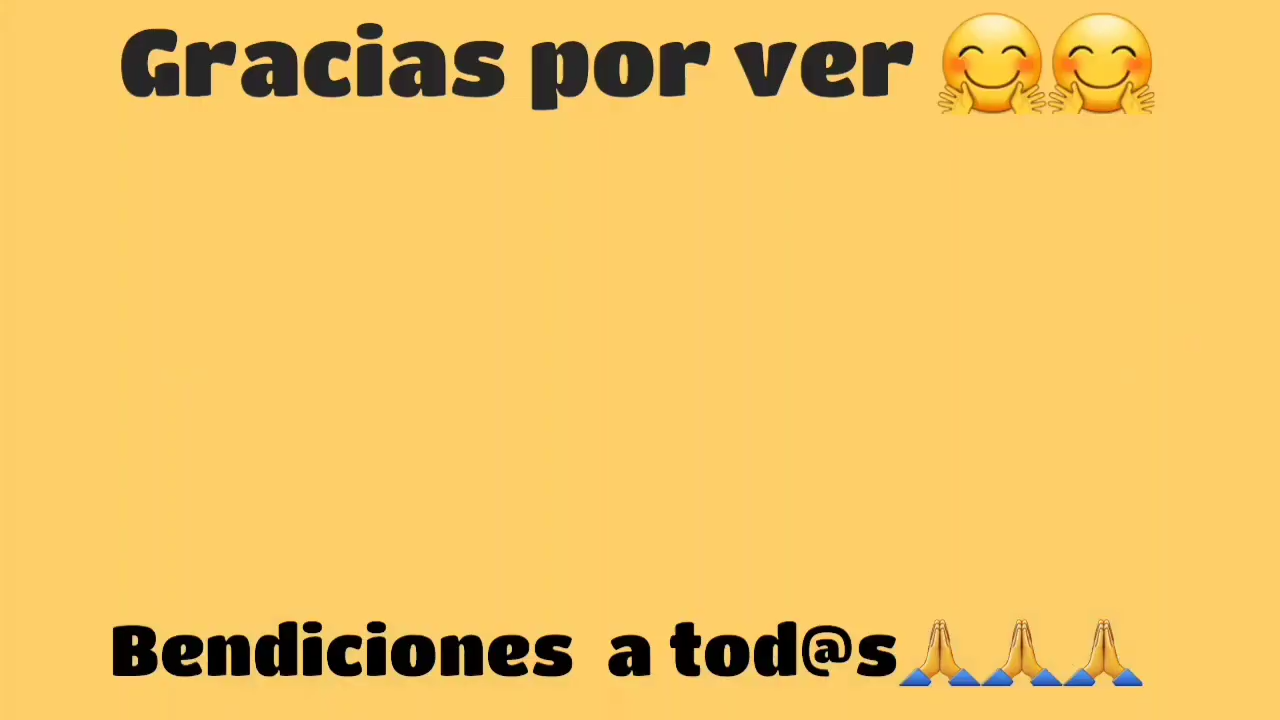 Gracias por ver 🤗🤗
Bendiciones a tod@s🙏🙏🙏